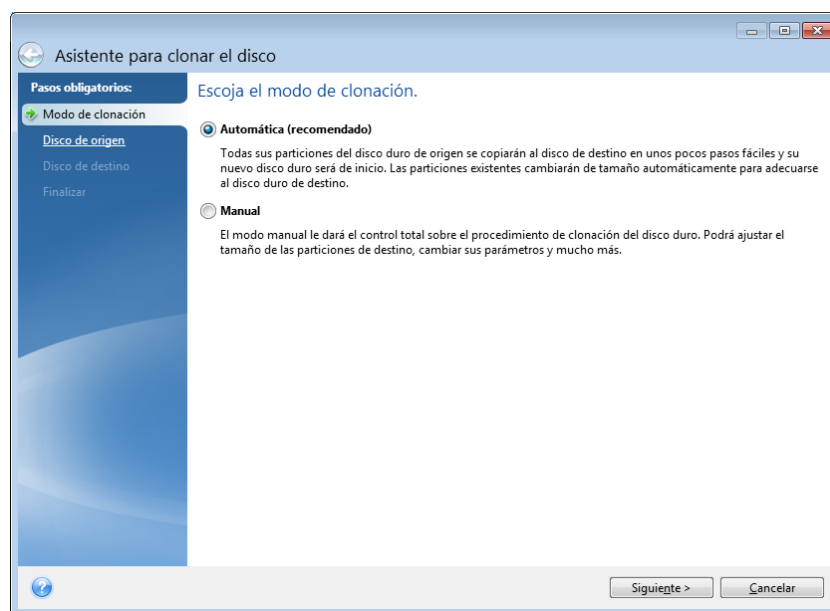 Asistente para clonar el disco
Pasos obligatorios:
Modo de clonación
Disco de origen
Disco de destino
Finalizar
Escoja el modo de clonación.
Automática (recomendado)
Todas sus particiones del disco duro de origen se copiarán al disco de destino en unos pocos pasos fáciles y su
nuevo disco duro será de inicio. Las particiones existentes cambiarán de tamaño automáticamente para adecuarse
al disco duro de destino.
Manual
El modo manual le dará el control total sobre el procedimiento de clonación del disco duro. Podrá ajustar el
tamaño de las particiones de destino, cambiar sus parámetros y mucho más.
Siguiente >
Cancelar